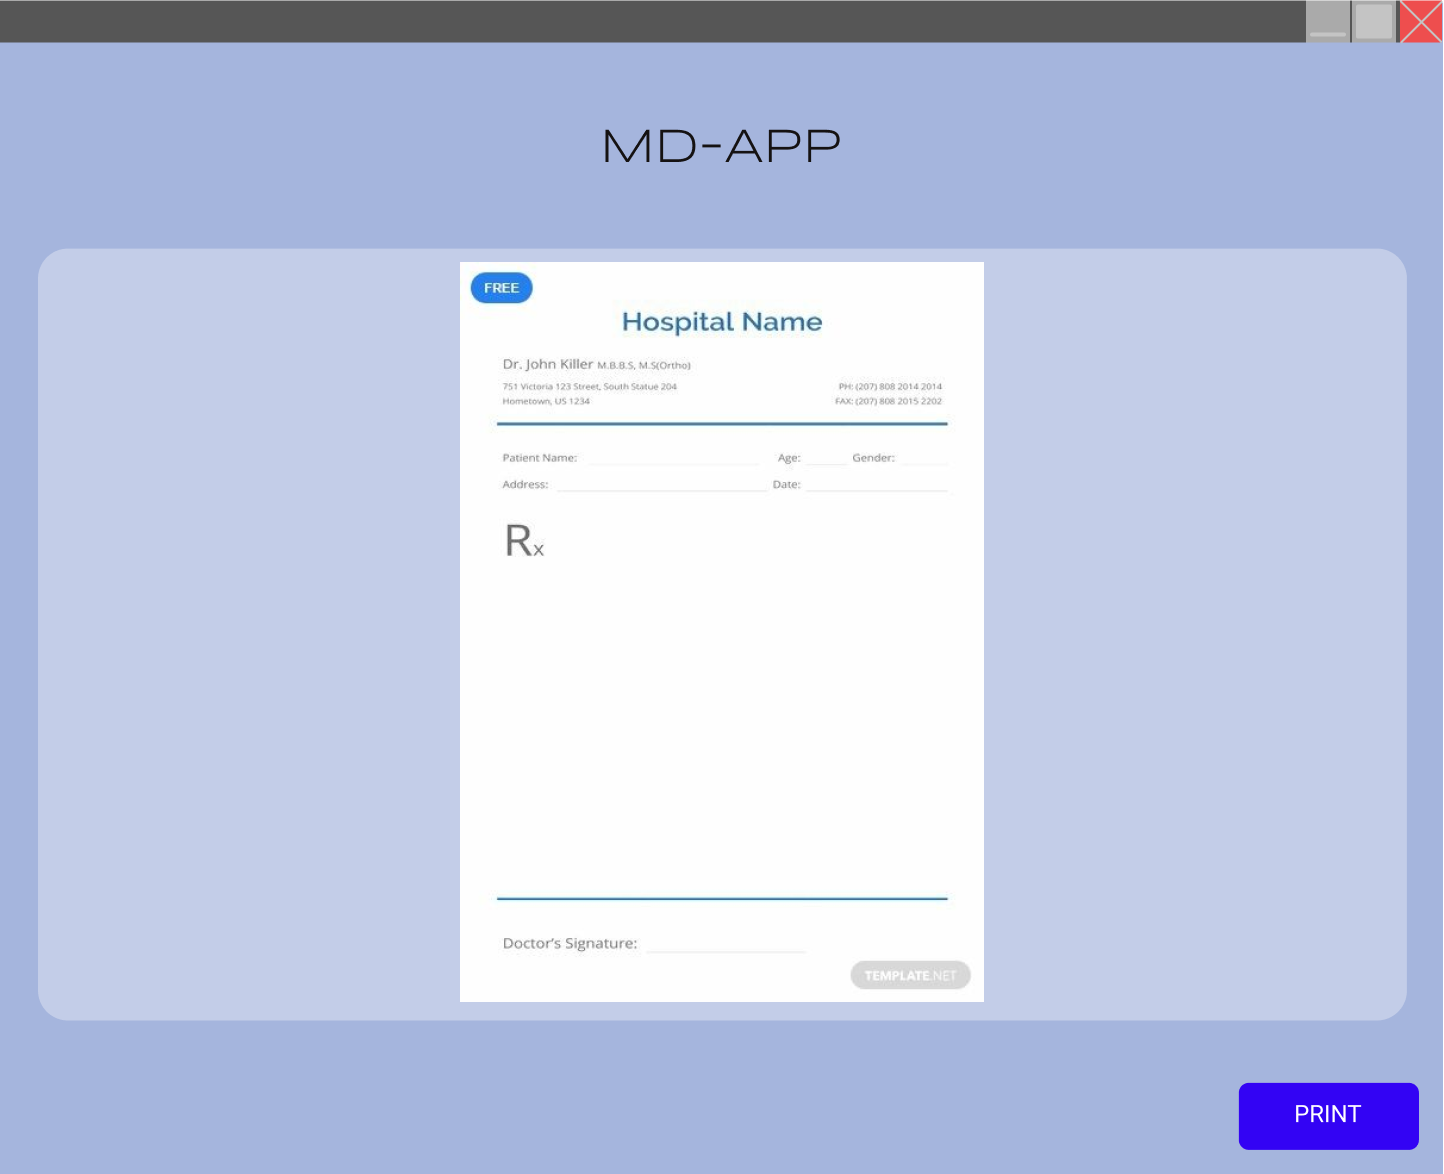 MD-APP
FREE
Hospital Name
Dr. John Killer M.B.B.S, M.S(Ortho)
751 Victoria 123 Street, South Statue 204 PH: (207) 808 2014 2014
Hometown, US 1234 FAX: (207) 808 2015 2202
Patient Name: Age: Gender:
Address: Date:
Rx
Doctor's Signature:
TEMPLATE.NET
PRINT